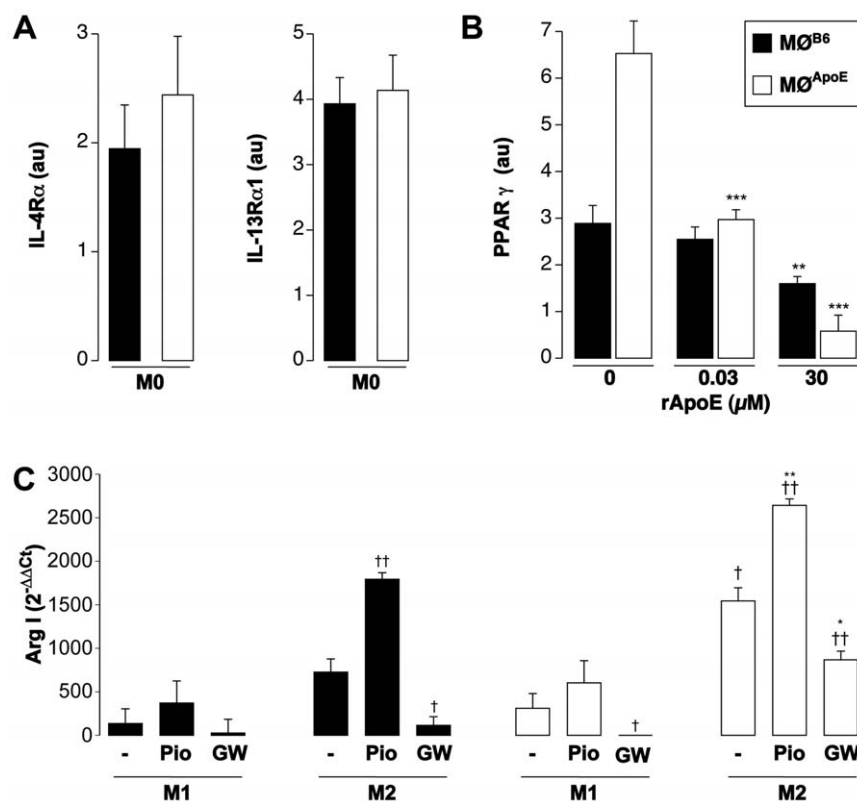 A
IL-4Rα (au)
3
2
1
0
M0
IL-13Rα1 (au)
5
4
3
2
1
0
M0
B
MØB6
MØApoE
PPAR γ (au)
7
6
5
4
3
2
1
0
***
**
***
0 0.03 30
rApoE (µM)
C
Arg I (2-ΔΔCt)
3000
2500
2000
1500
1000
500
0
††
†
†
†
**
††
*
††
- Pio GW - Pio GW - Pio GW - Pio GW
M1 M2 M1 M2